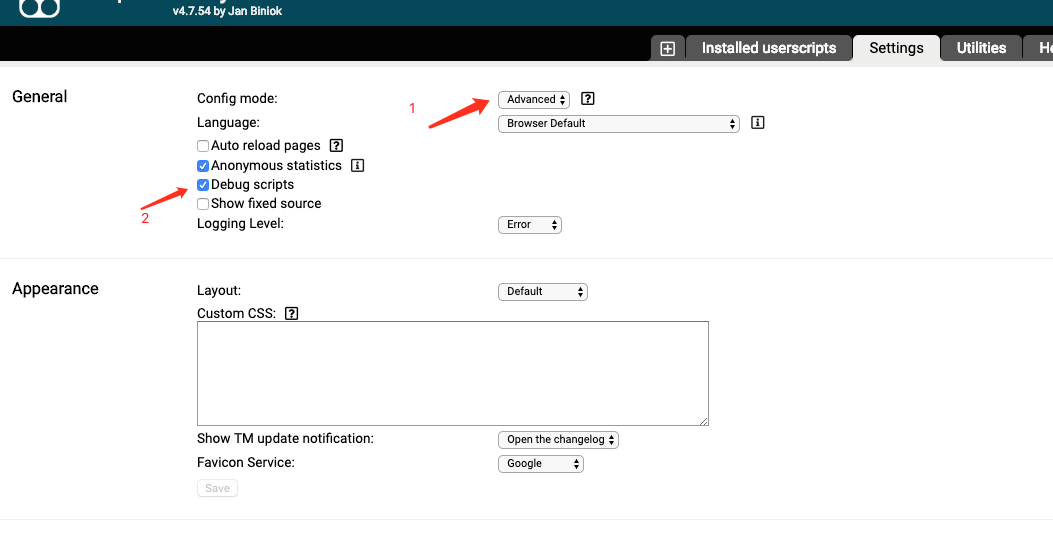 v4.7.54 by Jan Biniok
Installed userscripts
Settings
Utilities
General
Config mode:
Advanced
?
1
Language:
Browser Default
i
Auto reload pages
?
Anonymous statistics
i
Debug scripts
2
Show fixed source
Logging Level:
Error
Appearance
Layout:
Default
Custom CSS:
?
Show TM update notification:
Open the changelog
Favicon Service:
Google
Save